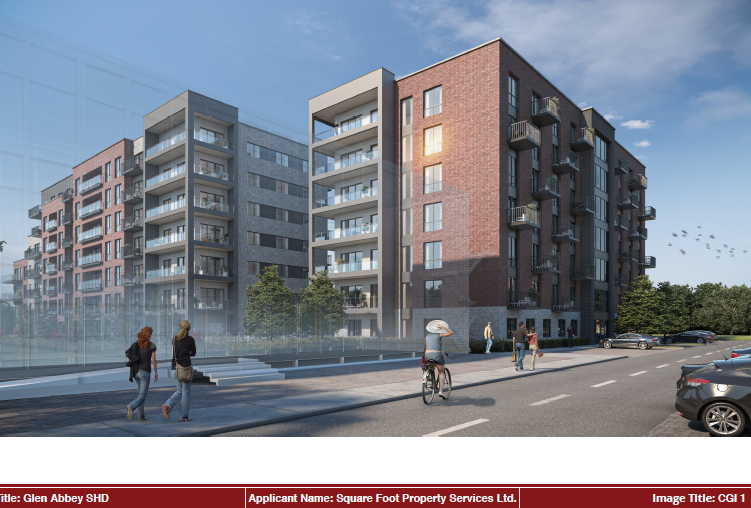 itle: Glen Abbey SHD
Applicant Name: Square Foot Property Services Ltd.
Image Title: CGI 1